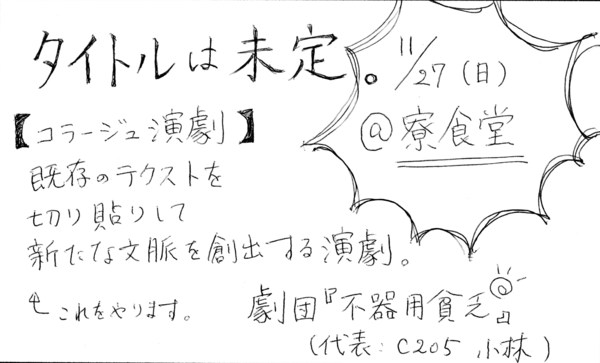 タイトルは未定。
11/27（日）
@寮食堂
【コラージュ演劇】
既存のテクストを
切り貼りして
新たな文脈を創出する演劇。
これをやります。
劇団『不器用貧乏』
（代表：C205 小林）